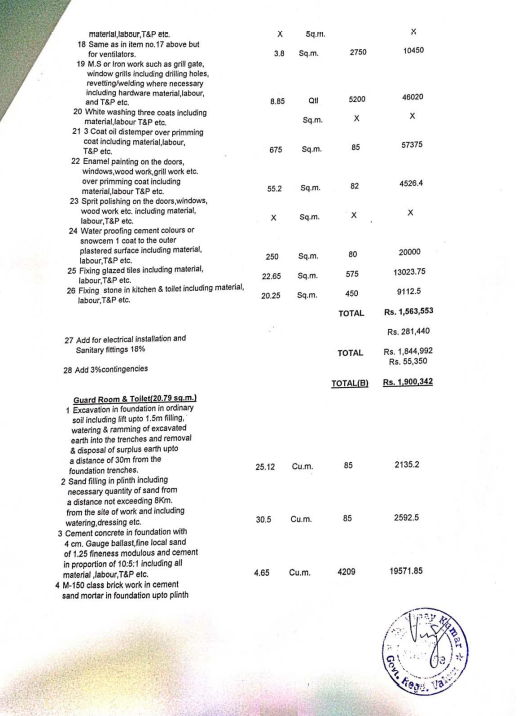 material,labour,T&P etc. X Sq.m. X
18 Same as in item no.17 above but
for ventilators. 3.8 Sq.m. 2750 10450
19 M.S or Iron work such as grill gate,
window grills including drilling holes,
revetting/welding where necessary
including hardware material,labour,
and T&P etc. 8.85 Qtl 5200 46020
20 White washing three coats including
material,labour T&P etc. Sq.m. X X
21 3 Coat oil distemper over primming
coat including material,labour,
T&P etc. 675 Sq.m. 85 57375
22 Enamel painting on the doors,
windows,wood work,grill work etc.
over primming coat including
material,labour T&P etc. 55.2 Sq.m. 82 4526.4
23 Sprit polishing on the doors,windows,
wood work etc. including material,
labour,T&P etc. X Sq.m. X X
24 Water proofing cement colours or
snowcem 1 coat to the outer
plastered surface including material,
labour,T&P etc. 250 Sq.m. 80 20000
25 Fixing glazed tiles including material,
labour,T&P etc. 22.65 Sq.m. 575 13023.75
26 Fixing stone in kitchen & toilet including material,
labour,T&P etc. 20.25 Sq.m. 450 9112.5
TOTAL Rs. 1,563,553
Rs. 281,440
27 Add for electrical installation and
Sanitary fittings 18%
TOTAL Rs. 1,844,992
Rs. 55,350
28 Add 3%contingencies
TOTAL(B) Rs. 1,900,342
Guard Room & Toilet(20.79 sq.m.)
1 Excavation in foundation in ordinary
soil including lift upto 1.5m filling,
watering & ramming of excavated
earth into the trenches and removal
& disposal of surplus earth upto
a distance of 30m from the
foundation trenches. 25.12 Cu.m. 85 2135.2
2 Sand filling in plinth including
necessary quantity of sand from
a distance not exceeding 8Km.
from the site of work and including
watering,dressing etc. 30.5 Cu.m. 85 2592.5
3 Cement concrete in foundation with
4 cm. Gauge ballast,fine local sand
of 1.25 fineness modulous and cement
in proportion of 10:5:1 including all
material ,labour,T&P etc. 4.65 Cu.m. 4209 19571.85
4 M-150 class brick work in cement
sand mortar in foundation upto plinth
Kumar
Govt. Regd. Valuer